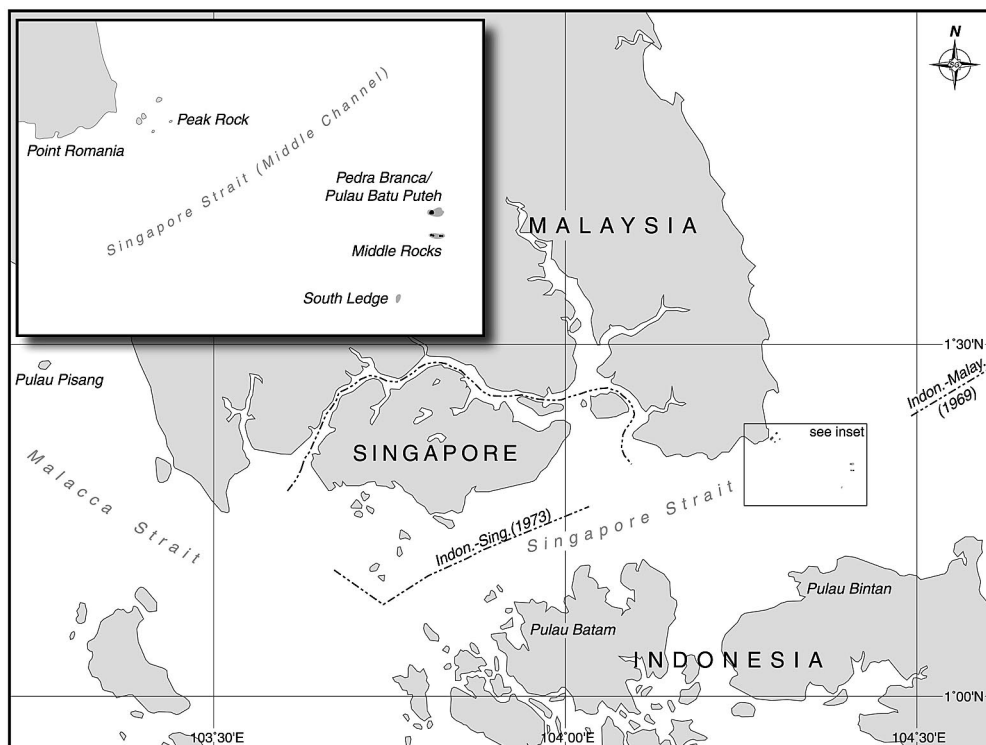 N
SG
Peak Rock
Point Romania
Singapore Strait (Middle Channel)
Pedra Branca/
Pulau Batu Puteh
Middle Rocks
South Ledge
MALAYSIA
1°30'N
Pulau Pisang
Indon.-Malay.
(1969)
see inset
SINGAPORE
Malacca Strait
Singapore Strait
Indon.-Sing.(1973)
Pulau Bintan
Pulau Batam
INDONESIA
1°00'N
103°30'E
104°00'E
104°30'E